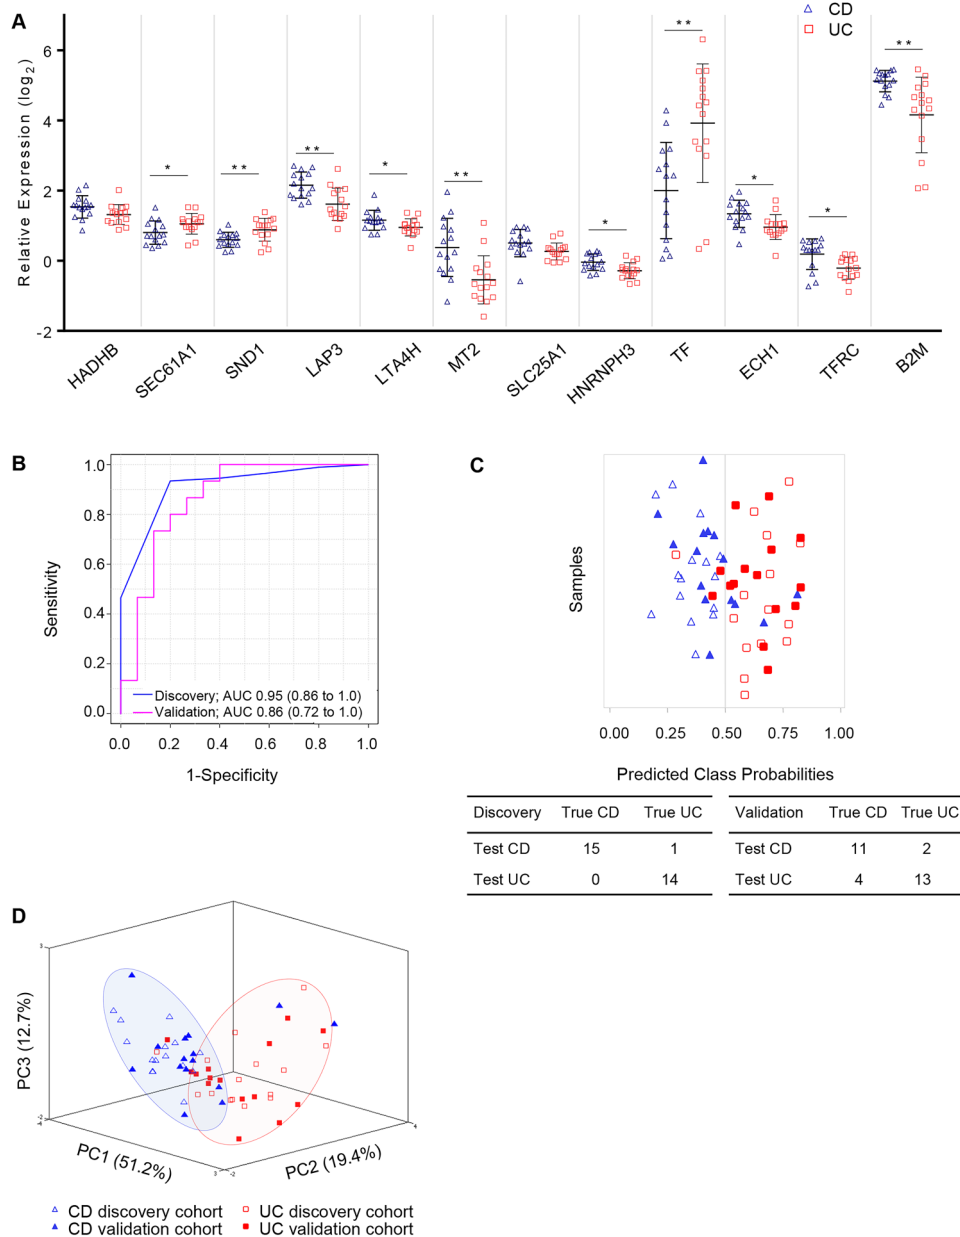 A
CD
UC
Relative Expression (log2)
6
4
2
0
-2
* ** ** * ** * ** * * **
HADHB SEC61A1 SND1 LAP3 LTA4H MT2 SLC25A1 HNRNPH3 TF ECH1 TFRC B2M
B
Sensitivity
1.0
0.8
0.6
0.4
0.2
0.0
Discovery; AUC 0.95 (0.86 to 1.0)
Validation; AUC 0.86 (0.72 to 1.0)
0.0 0.2 0.4 0.6 0.8 1.0
1-Specificity
C
Samples
0.00 0.25 0.50 0.75 1.00
Predicted Class Probabilities
Discovery True CD True UC
Test CD 15 1
Test UC 0 14
Validation True CD True UC
Test CD 11 2
Test UC 4 13
D
PC3 (12.7%)
3
-2
-4
PC1 (51.2%)
3
-2
PC2 (19.4%)
4
CD discovery cohort UC discovery cohort
CD validation cohort UC validation cohort